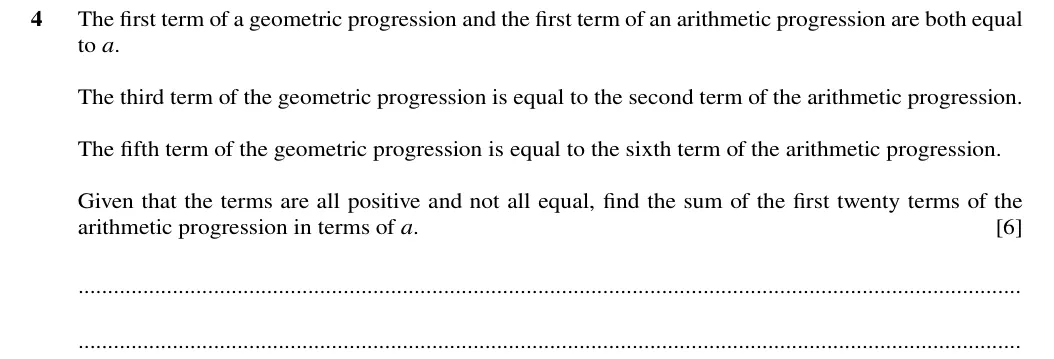 4 The first term of a geometric progression and the first term of an arithmetic progression are both equal
to a.
The third term of the geometric progression is equal to the second term of the arithmetic progression.
The fifth term of the geometric progression is equal to the sixth term of the arithmetic progression.
Given that the terms are all positive and not all equal, find the sum of the first twenty terms of the
arithmetic progression in terms of a. [6]